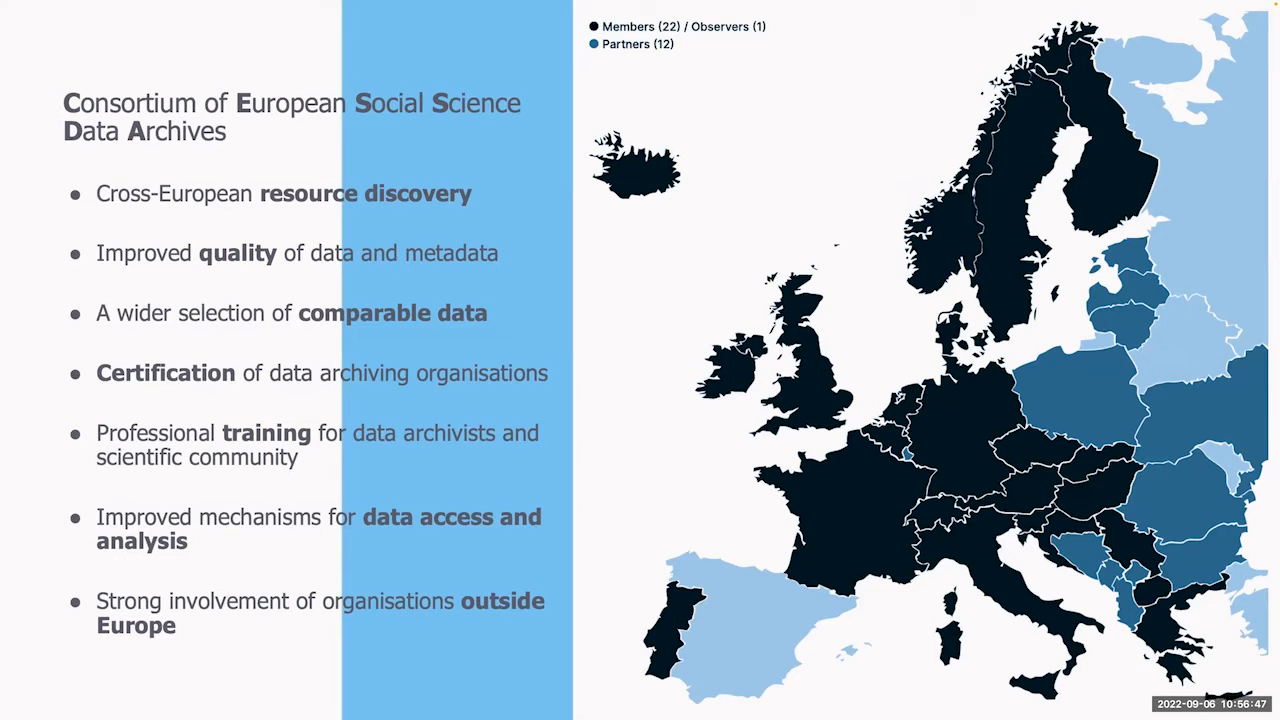 Consortium of European Social Science
Data Archives
● Cross-European resource discovery
● Improved quality of data and metadata
● A wider selection of comparable data
● Certification of data archiving organisations
● Professional training for data archivists and
scientific community
● Improved mechanisms for data access and
analysis
● Strong involvement of organisations outside
Europe
Members (22) / Observers (1)
Partners (12)
2022-09-06 10:56:47